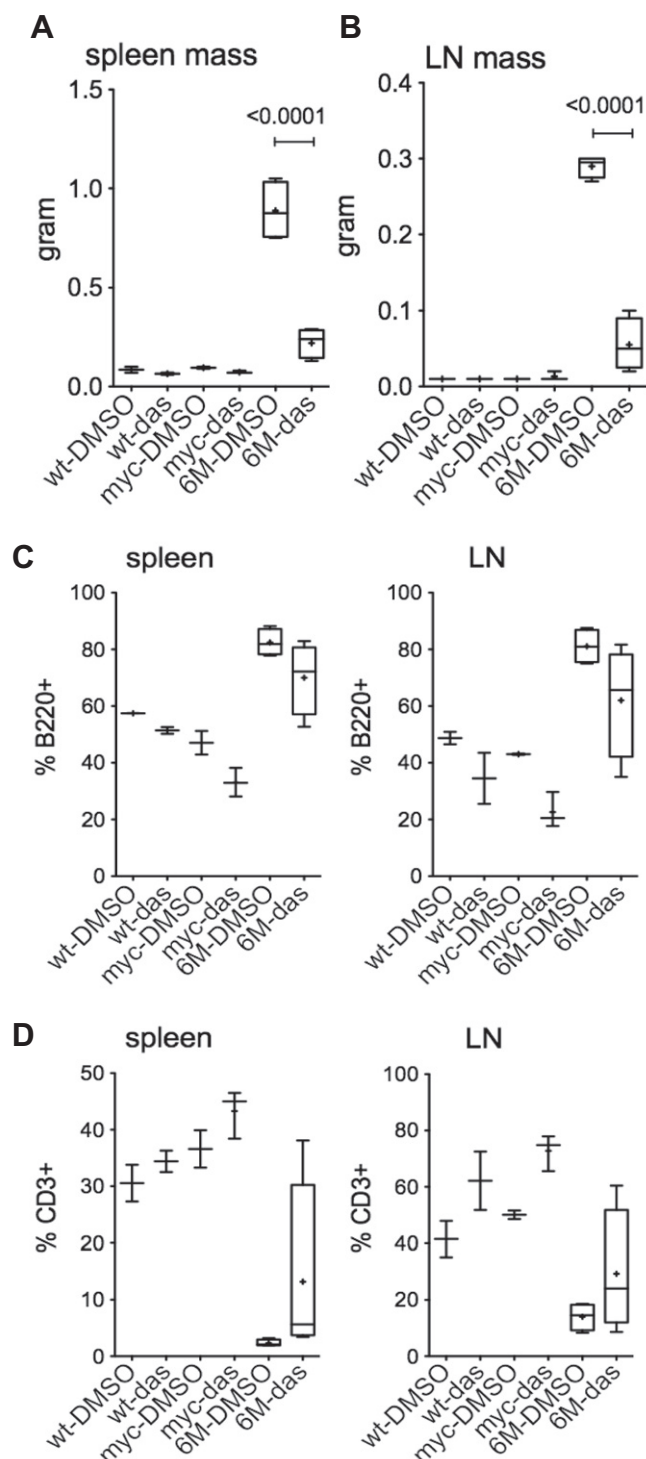 A
spleen mass
<0.0001
gram
1.5
1.0
0.5
0.0
wt-DMSO
wt-das
myc-DMSO
myc-das
6M-DMSO
6M-das
B
LN mass
<0.0001
gram
0.4
0.3
0.2
0.1
0.0
wt-DMSO
wt-das
myc-DMSO
myc-das
6M-DMSO
6M-das
C
spleen
% B220+
100
80
60
40
20
0
wt-DMSO
wt-das
myc-DMSO
myc-das
6M-DMSO
6M-das
LN
% B220+
100
80
60
40
20
0
wt-DMSO
wt-das
myc-DMSO
myc-das
6M-DMSO
6M-das
D
spleen
% CD3+
50
40
30
20
10
0
wt-DMSO
wt-das
myc-DMSO
myc-das
6M-DMSO
6M-das
LN
% CD3+
100
80
60
40
20
0
wt-DMSO
wt-das
myc-DMSO
myc-das
6M-DMSO
6M-das